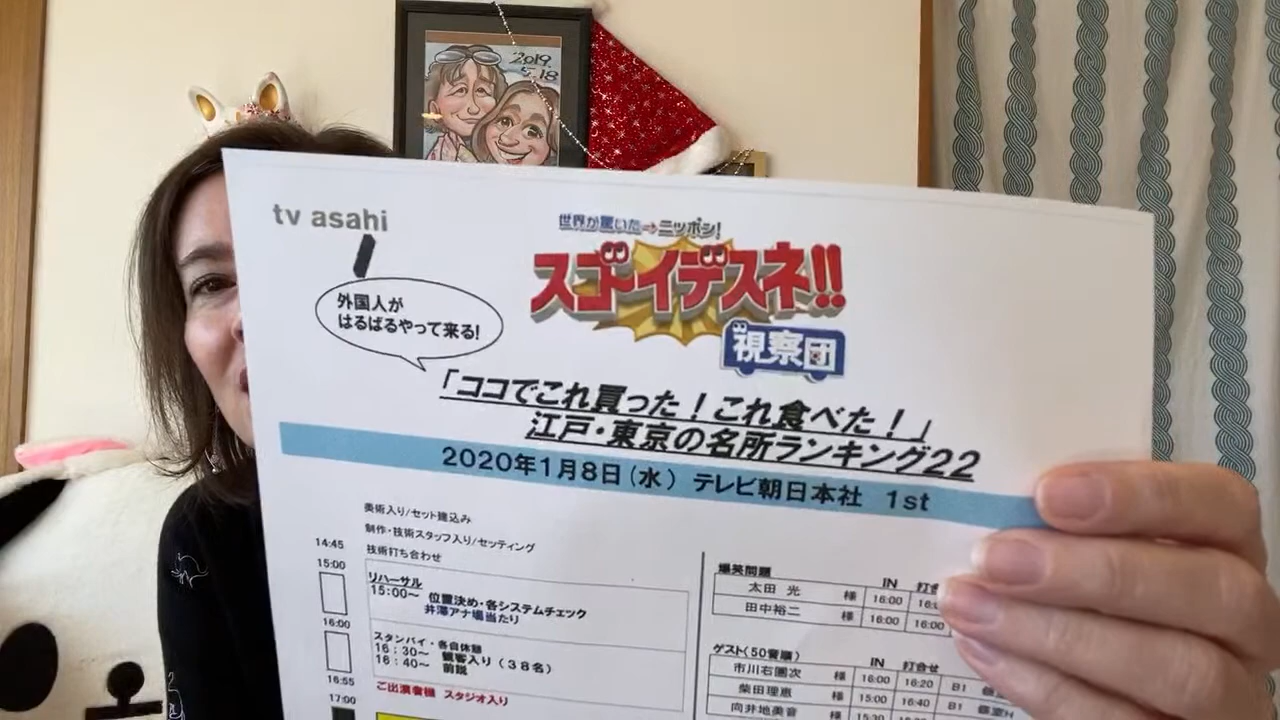 2019.
5.18
tv asahi
世界が驚いた→ニッポン!
スゴ〜イデスネ!!
視察団
外国人が
はるばるやって来る!
「ココでこれ買った！これ食べた！」
江戸・東京の名所ランキング22
2020年1月8日(水) テレビ朝日本社 1st
美術入り/セット建込み
制作・技術スタッフ入り/セッティング
14:45 技術打ち合わせ
15:00
リハーサル
15:00〜 位置決め・各システムチェック
井澤アナ場当たり
16:00
スタンバイ・各自休憩
16：30〜 観客入り（38名）
16：40〜 前説
16:55
ご出演者様 スタジオ入り
17:00
爆笑問題 IN 打合
太田 光 様 16:00
田中裕二 様 16:00 16:00
ゲスト(50音順) IN 打合せ
市川右團次 様 16:00 16:20 B1
柴田理恵 様 15:00 16:40 B1
向井地美音 様 15:30